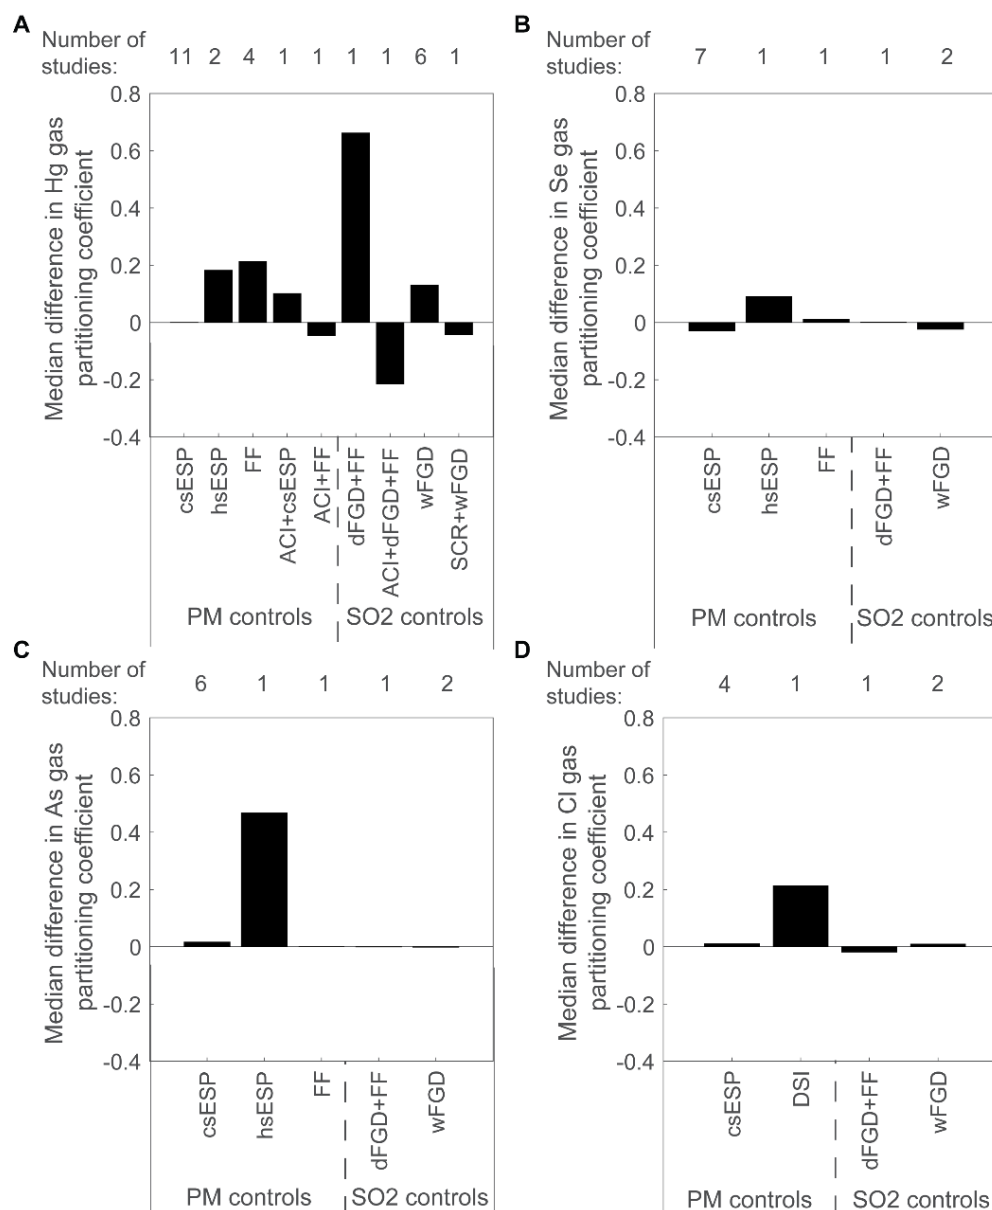 A
Number of studies: 11 2 4 1 1 1 1 6 1
Median difference in Hg gas
partitioning coefficient
0.8
0.6
0.4
0.2
0
-0.2
-0.4
csESP
hsESP
FF
ACI+csESP
ACI+FF
dFGD+FF
ACI+dFGD+FF
wFGD
SCR+wFGD
PM controls
SO2 controls
B
Number of studies: 7 1 1 1 2
Median difference in Se gas
partitioning coefficient
0.8
0.6
0.4
0.2
0
-0.2
-0.4
csESP
hsESP
FF
dFGD+FF
wFGD
PM controls
SO2 controls
C
Number of studies: 6 1 1 1 2
Median difference in As gas
partitioning coefficient
0.8
0.6
0.4
0.2
0
-0.2
-0.4
csESP
hsESP
FF
dFGD+FF
wFGD
PM controls
SO2 controls
D
Number of studies: 4 1 1 2
Median difference in Cl gas
partitioning coefficient
0.8
0.6
0.4
0.2
0
-0.2
-0.4
csESP
DSI
dFGD+FF
wFGD
PM controls
SO2 controls